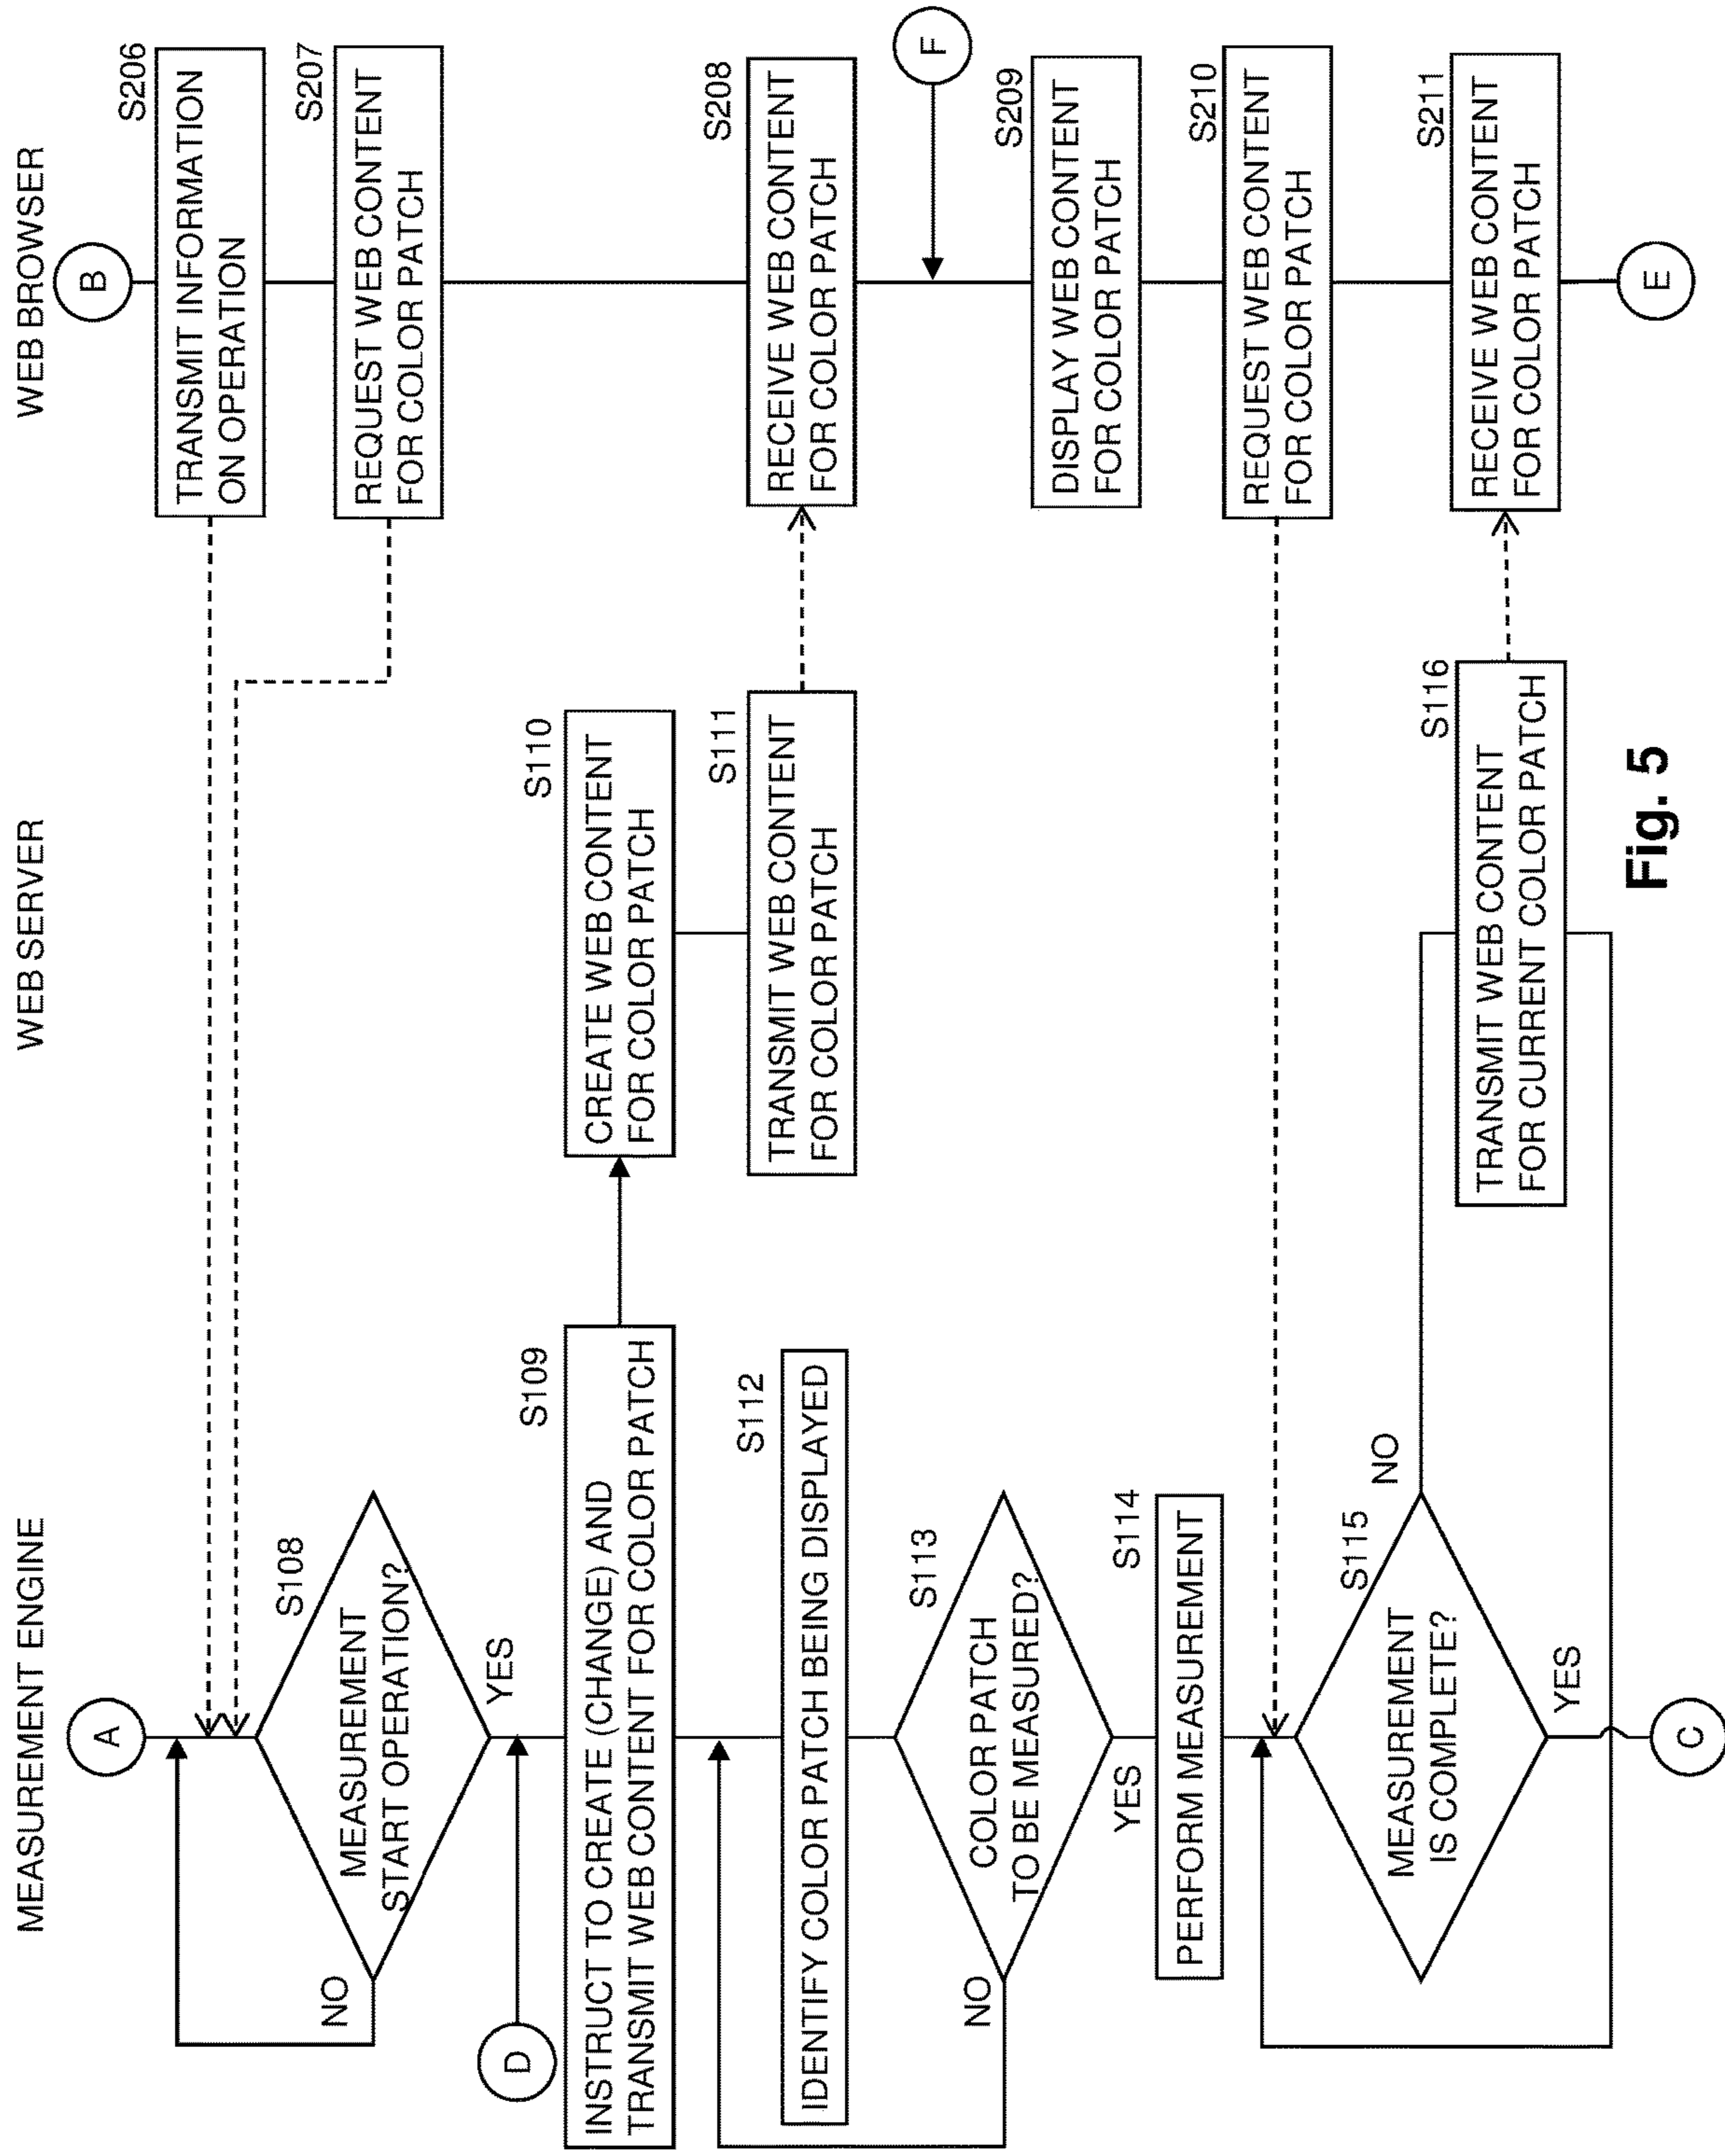 MEASUREMENT ENGINE
WEB SERVER
WEB BROWSER
A
S108
MEASUREMENT
START OPERATION?
NO
YES
D
S109
INSTRUCT TO CREATE (CHANGE) AND
TRANSMIT WEB CONTENT FOR COLOR PATCH
S112
IDENTIFY COLOR PATCH BEING DISPLAYED
S113
COLOR PATCH
TO BE MEASURED?
NO
YES
S114
PERFORM MEASUREMENT
S115
MEASUREMENT
IS COMPLETE?
NO
YES
C
S110
CREATE WEB CONTENT
FOR COLOR PATCH
S111
TRANSMIT WEB CONTENT
FOR COLOR PATCH
S116
TRANSMIT WEB CONTENT
FOR CURRENT COLOR PATCH
B
S206
TRANSMIT INFORMATION
ON OPERATION
S207
REQUEST WEB CONTENT
FOR COLOR PATCH
S208
RECEIVE WEB CONTENT
FOR COLOR PATCH
F
S209
DISPLAY WEB CONTENT
FOR COLOR PATCH
S210
REQUEST WEB CONTENT
FOR COLOR PATCH
S211
RECEIVE WEB CONTENT
FOR COLOR PATCH
E
Fig. 5